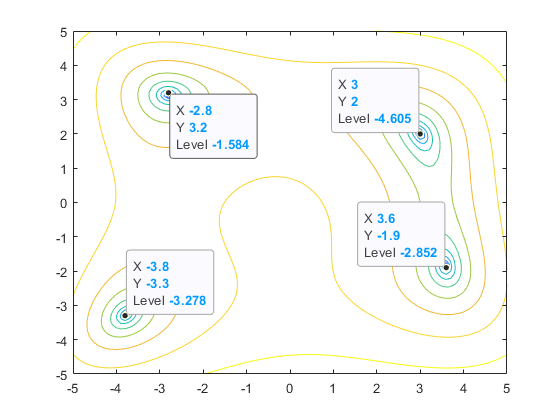 5
4
3
2
1
0
-1
-2
-3
-4
-5
X -2.8
Y 3.2
Level -1.584
X 3
Y 2
Level -4.605
X 3.6
Y -1.9
Level -2.852
X -3.8
Y -3.3
Level -3.278
-5 -4 -3 -2 -1 0 1 2 3 4 5